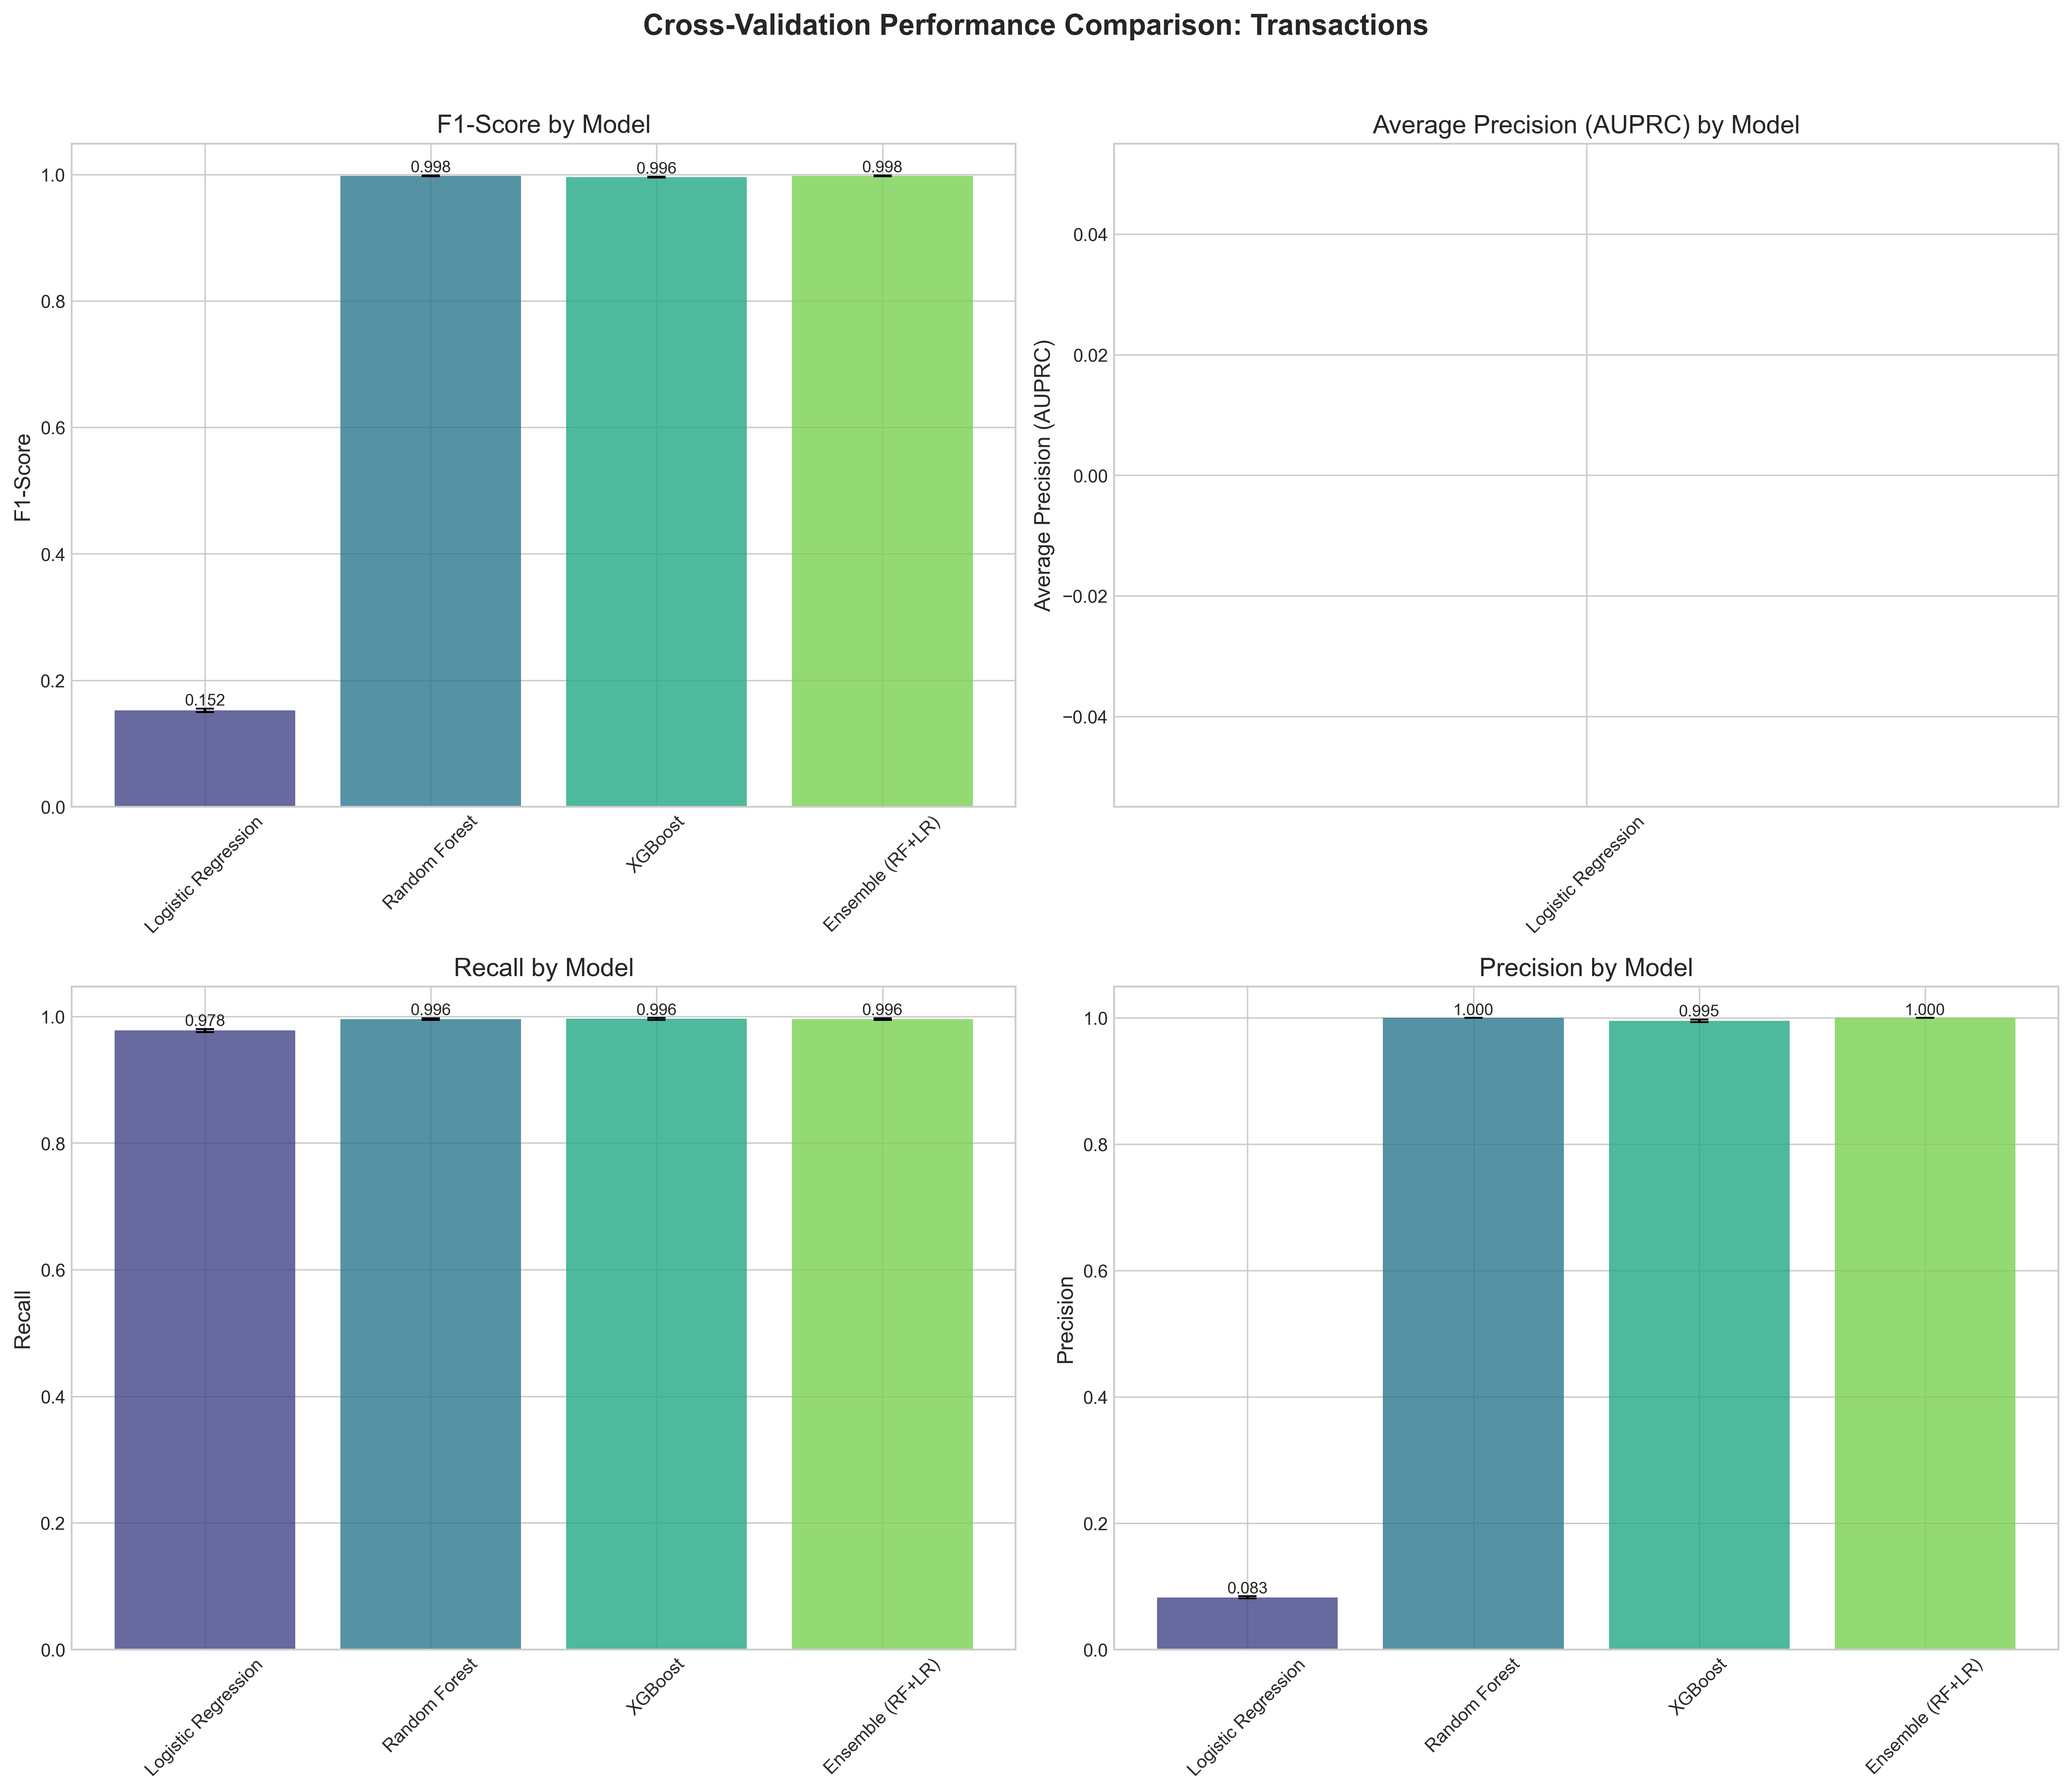 Cross-Validation Performance Comparison: Transactions
F1-Score by Model
F1-Score
1.0
0.8
0.6
0.4
0.2
0.0
0.152
0.998
0.996
0.998
Logistic Regression
Random Forest
XGBoost
Ensemble (RF+LR)
Average Precision (AUPRC) by Model
Average Precision (AUPRC)
0.04
0.02
0.00
−0.02
−0.04
Logistic Regression
Recall by Model
Recall
1.0
0.8
0.6
0.4
0.2
0.0
0.978
0.996
0.996
0.996
Logistic Regression
Random Forest
XGBoost
Ensemble (RF+LR)
Precision by Model
Precision
1.0
0.8
0.6
0.4
0.2
0.0
0.083
1.000
0.995
1.000
Logistic Regression
Random Forest
XGBoost
Ensemble (RF+LR)